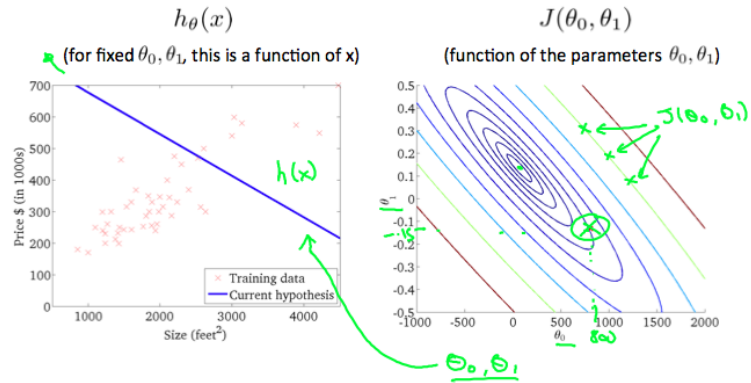 hθ(x)
(for fixed θ0, θ1, this is a function of x)
700
600
500
400
300
200
100
0
Price $ (in 1000s)
1000
2000
3000
4000
Size (feet²)
h(x)
Training data
Current hypothesis
θ0, θ1
J(θ0, θ1)
(function of the parameters θ0, θ1)
0.5
0.4
0.3
0.2
0.1
0
-0.1
-0.2
-0.3
-0.4
-0.5
θ1
-.15
-1000
-500
0
500
1000
1500
2000
θ0
800
J(θ0, θ1)